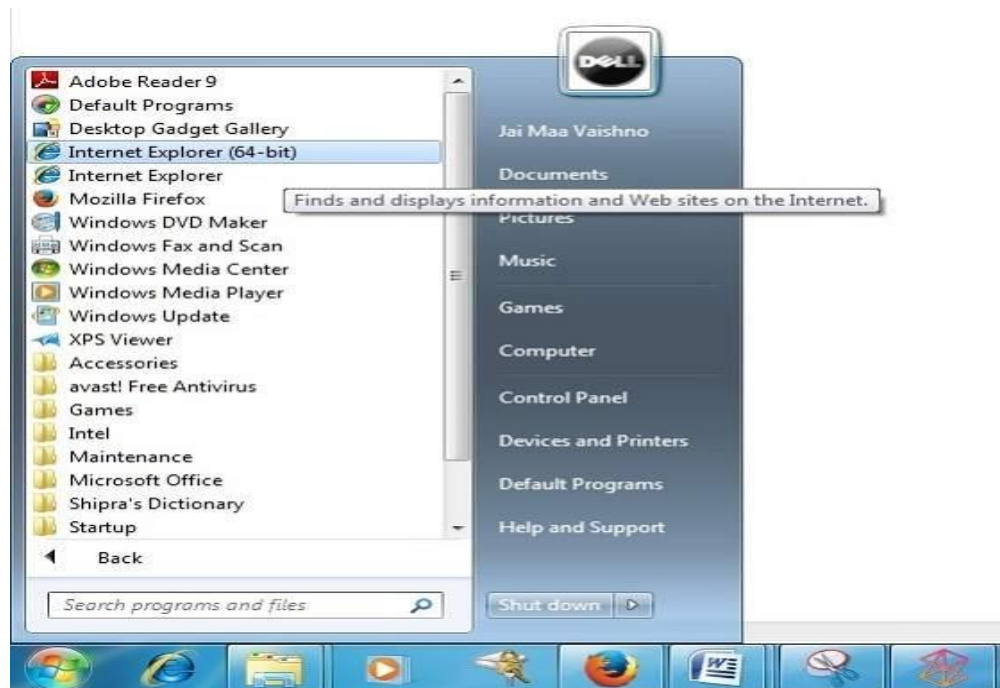 DELL
Adobe Reader 9
Default Programs
Desktop Gadget Gallery
Internet Explorer (64-bit)
Internet Explorer
Mozilla Firefox
Windows DVD Maker
Windows Fax and Scan
Windows Media Center
Windows Media Player
Windows Update
XPS Viewer
Accessories
avast! Free Antivirus
Games
Intel
Maintenance
Microsoft Office
Shipra's Dictionary
Startup
Back
Search programs and files
Finds and displays information and Web sites on the Internet.
Jai Maa Vaishno
Documents
Pictures
Music
Games
Computer
Control Panel
Devices and Printers
Default Programs
Help and Support
Shut down
W